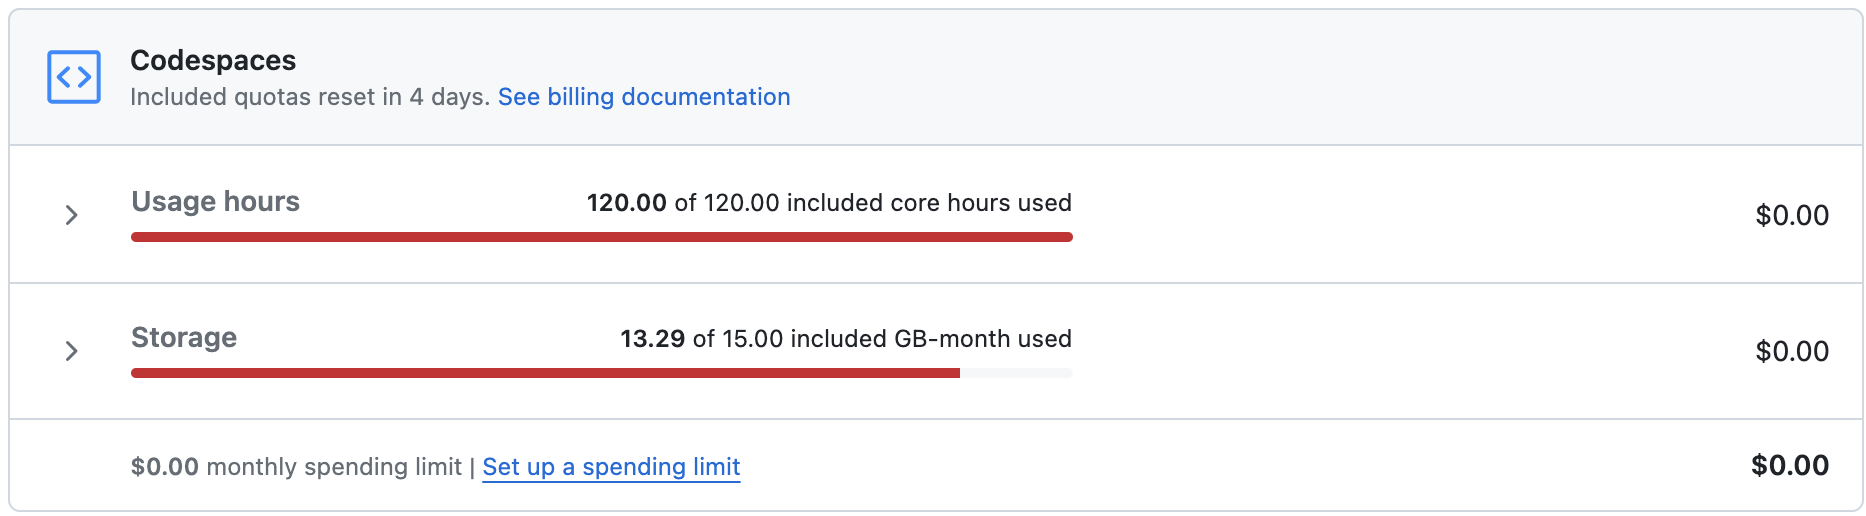 Codespaces
Included quotas reset in 4 days. See billing documentation
Usage hours 120.00 of 120.00 included core hours used $0.00
Storage 13.29 of 15.00 included GB-month used $0.00
$0.00 monthly spending limit | Set up a spending limit $0.00